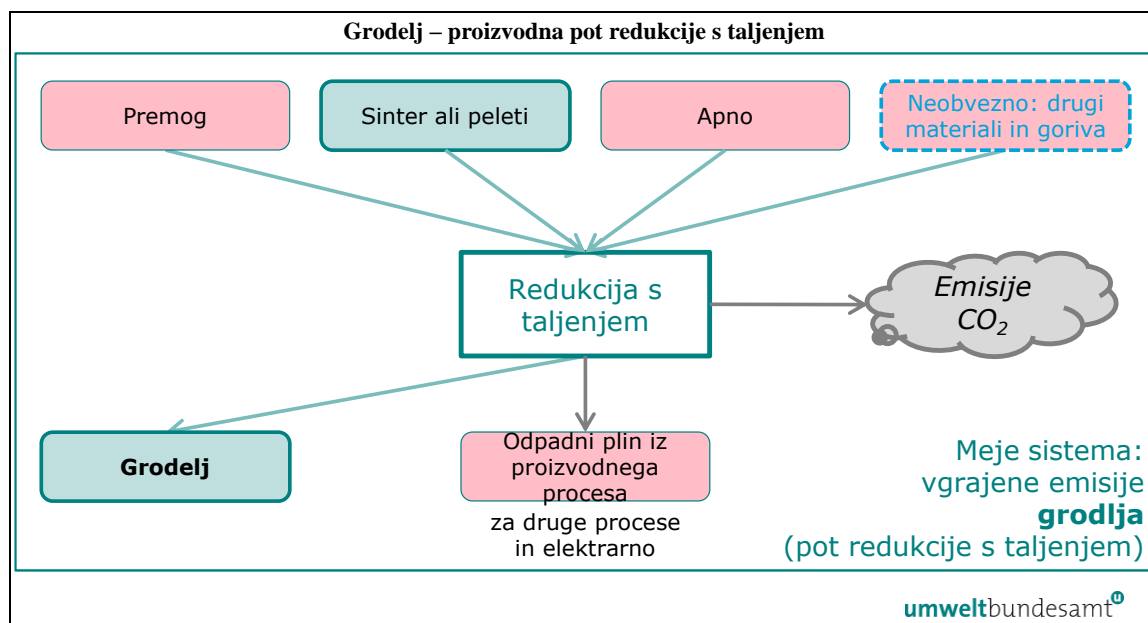 Grodelj – proizvodna pot redukcije s taljenjem
Premog
Sinter ali peleti
Apno
Neobvezno: drugi
materiali in goriva
Redukcija s
taljenjem
Emisije
CO₂
Grodelj
Odpadni plin iz
proizvodnega
procesa
za druge procese
in elektrarno
Meje sistema:
vgrajene emisije
grodlja
(pot redukcije s taljenjem)
umweltbundesamt